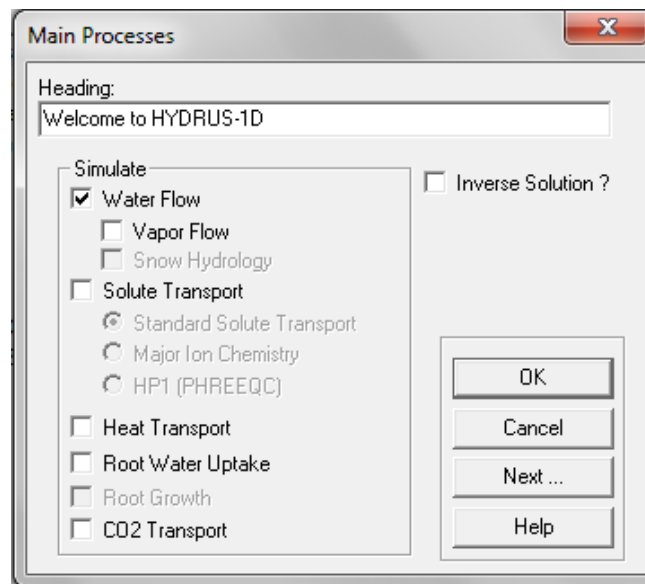 Main Processes
Heading:
Welcome to HYDRUS-1D
Simulate
Water Flow
Vapor Flow
Snow Hydrology
Solute Transport
Standard Solute Transport
Major Ion Chemistry
HP1 (PHREEQC)
Heat Transport
Root Water Uptake
Root Growth
CO2 Transport
Inverse Solution ?
OK
Cancel
Next ...
Help